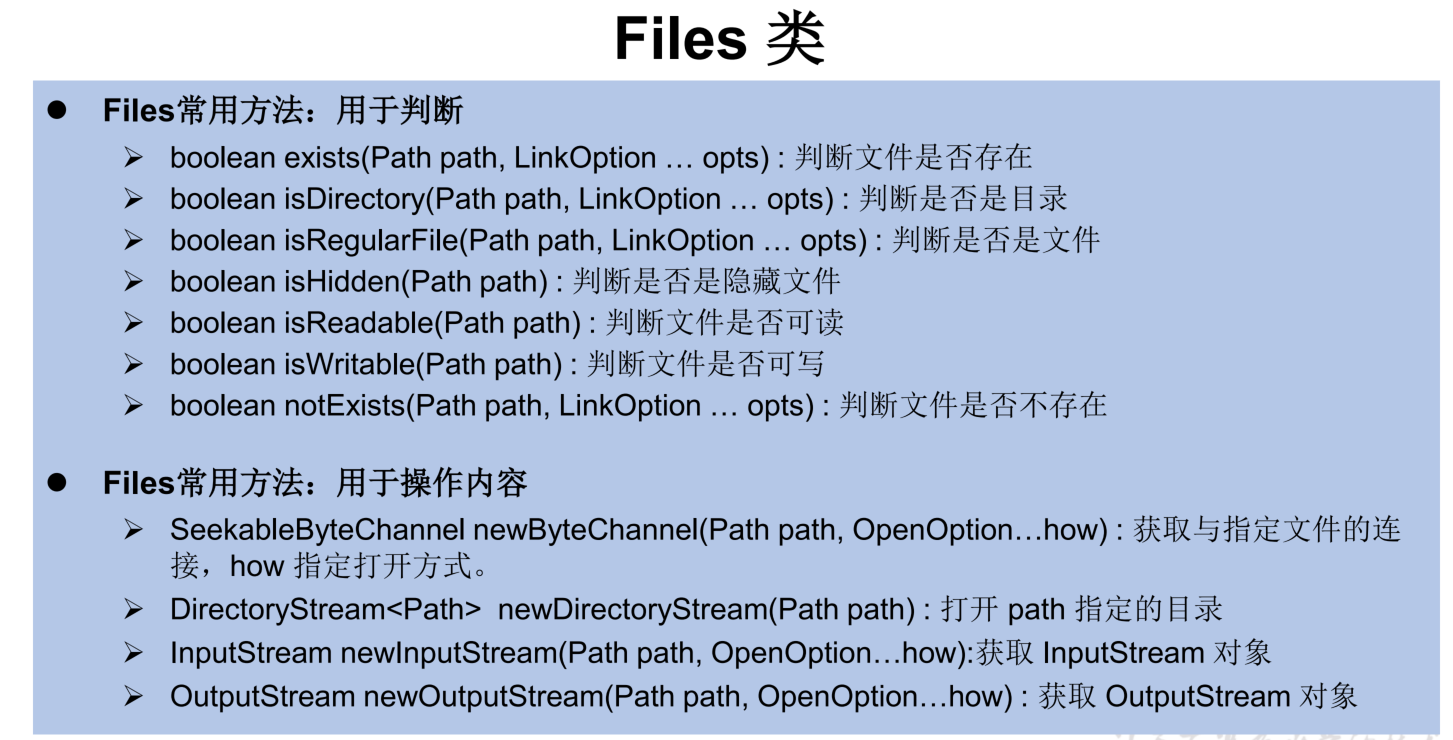 Files 类
● Files常用方法：用于判断
➢ boolean exists(Path path, LinkOption … opts) : 判断文件是否存在
➢ boolean isDirectory(Path path, LinkOption … opts) : 判断是否是目录
➢ boolean isRegularFile(Path path, LinkOption … opts) : 判断是否是文件
➢ boolean isHidden(Path path) : 判断是否是隐藏文件
➢ boolean isReadable(Path path) : 判断文件是否可读
➢ boolean isWritable(Path path) : 判断文件是否可写
➢ boolean notExists(Path path, LinkOption … opts) : 判断文件是否不存在
● Files常用方法：用于操作内容
➢ SeekableByteChannel newByteChannel(Path path, OpenOption…how) : 获取与指定文件的连
接，how 指定打开方式。
➢ DirectoryStream<Path>  newDirectoryStream(Path path) : 打开 path 指定的目录
➢ InputStream newInputStream(Path path, OpenOption…how):获取 InputStream 对象
➢ OutputStream newOutputStream(Path path, OpenOption…how) : 获取 OutputStream 对象